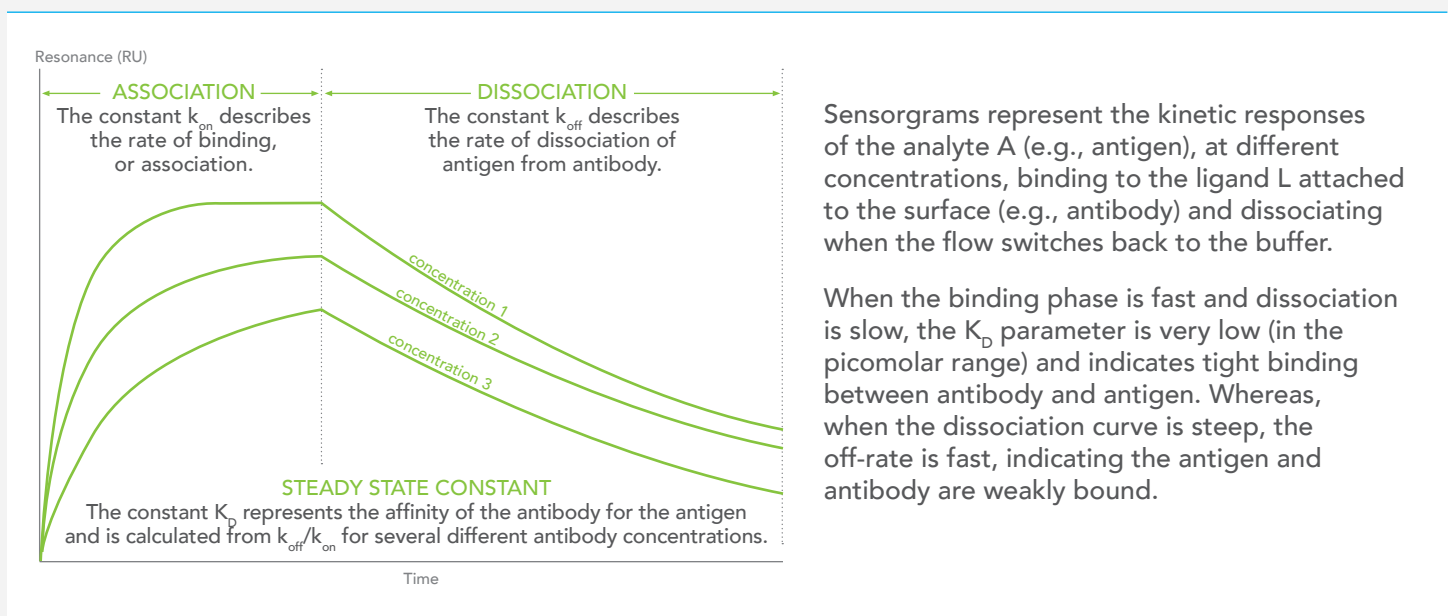 Resonance (RU)
ASSOCIATION
The constant kon describes
the rate of binding,
or association.
DISSOCIATION
The constant koff describes
the rate of dissociation of
antigen from antibody.
concentration 1
concentration 2
concentration 3
STEADY STATE CONSTANT
The constant KD represents the affinity of the antibody for the antigen
and is calculated from koff/kon for several different antibody concentrations.
Time
Sensorgrams represent the kinetic responses
of the analyte A (e.g., antigen), at different
concentrations, binding to the ligand L attached
to the surface (e.g., antibody) and dissociating
when the flow switches back to the buffer.
When the binding phase is fast and dissociation
is slow, the KD parameter is very low (in the
picomolar range) and indicates tight binding
between antibody and antigen. Whereas,
when the dissociation curve is steep, the
off-rate is fast, indicating the antigen and
antibody are weakly bound.